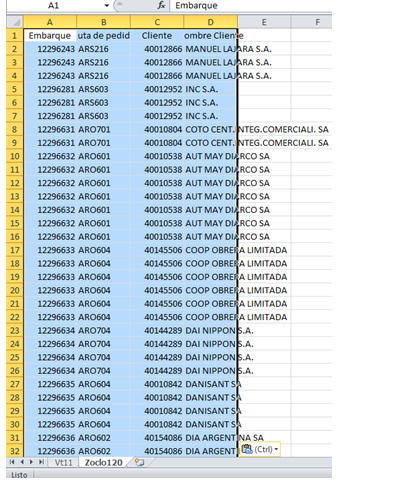 A1 fx Embarque
A B C D E F
1 Embarque uta de pedid Cliente ombre Cliente
2 12296243 ARS216 40012866 MANUEL LAJARA S.A.
3 12296243 ARS216 40012866 MANUEL LAJARA S.A.
4 12296243 ARS216 40012866 MANUEL LAJARA S.A.
5 12296281 ARS603 40012952 INC S.A.
6 12296281 ARS603 40012952 INC S.A.
7 12296281 ARS603 40012952 INC S.A.
8 12296631 ARO701 40010804 COTO CENT. INTEG.COMERCIALI. SA
9 12296631 ARO701 40010804 COTO CENT. INTEG.COMERCIALI. SA
10 12296632 ARO601 40010538 AUT MAY DIARCO SA
11 12296632 ARO601 40010538 AUT MAY DIARCO SA
12 12296632 ARO601 40010538 AUT MAY DIARCO SA
13 12296632 ARO601 40010538 AUT MAY DIARCO SA
14 12296632 ARO601 40010538 AUT MAY DIARCO SA
15 12296632 ARO601 40010538 AUT MAY DIARCO SA
16 12296632 ARO601 40010538 AUT MAY DIARCO SA
17 12296633 ARO604 40145506 COOP OBRERA LIMITADA
18 12296633 ARO604 40145506 COOP OBRERA LIMITADA
19 12296633 ARO604 40145506 COOP OBRERA LIMITADA
20 12296633 ARO604 40145506 COOP OBRERA LIMITADA
21 12296633 ARO604 40145506 COOP OBRERA LIMITADA
22 12296633 ARO604 40145506 COOP OBRERA LIMITADA
23 12296634 ARO704 40144289 DAI NIPPON S.A.
24 12296634 ARO704 40144289 DAI NIPPON S.A.
25 12296634 ARO704 40144289 DAI NIPPON S.A.
26 12296634 ARO704 40144289 DAI NIPPON S.A.
27 12296635 ARO604 40010842 DANISANT SA
28 12296635 ARO604 40010842 DANISANT SA
29 12296635 ARO604 40010842 DANISANT SA
30 12296635 ARO604 40010842 DANISANT SA
31 12296636 ARO602 40154086 DIA ARGENTINA SA
32 12296636 ARO602 40154086 DIA ARGENTI (Ctrl)
Vt11 Zoclo120
Listo